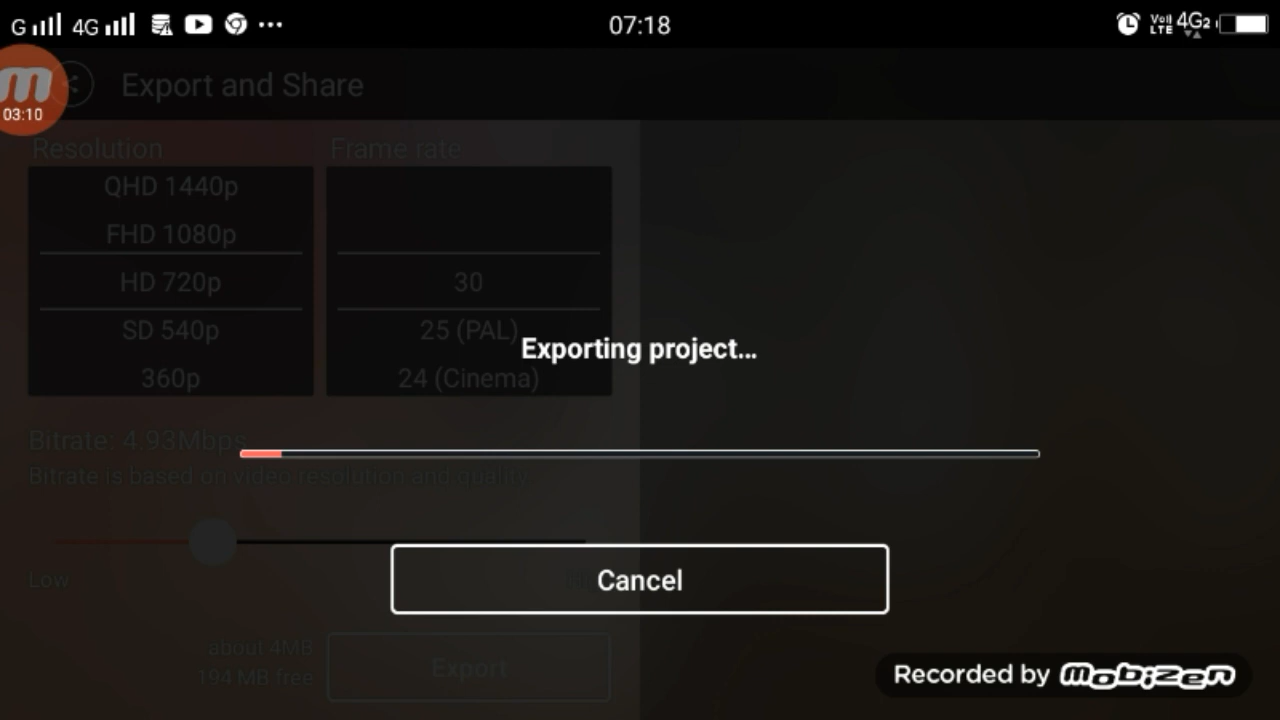 G 4G 07:18 VoII LTE 4G2
m
03:10
Export and Share
Resolution Frame rate
QHD 1440p
FHD 1080p
HD 720p 30
SD 540p 25 (PAL)
360p 24 (Cinema)
Exporting project...
Bitrate: 4.93Mbps
Bitrate is based on video resolution and quality.
Low
Cancel
about 4MB
194 MB free
Export
Recorded by mobizen